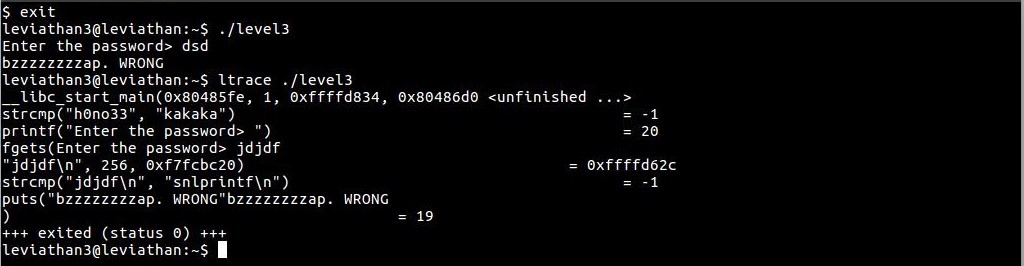 $ exit
leviathan3@leviathan:~$ ./level3
Enter the password> dsd
bzzzzzzzzap. WRONG
leviathan3@leviathan:~$ ltrace ./level3
__libc_start_main(0x80485fe, 1, 0xffffd834, 0x80486d0 <unfinished ...>
strcmp("h0no33", "kakaka") = -1
printf("Enter the password> ") = 20
fgets(Enter the password> jdjdf
"jdjdf\n", 256, 0xf7fcbc20) = 0xffffd62c
strcmp("jdjdf\n", "snlprintf\n") = -1
puts("bzzzzzzzzap. WRONG"bzzzzzzzzap. WRONG
) = 19
+++ exited (status 0) +++
leviathan3@leviathan:~$